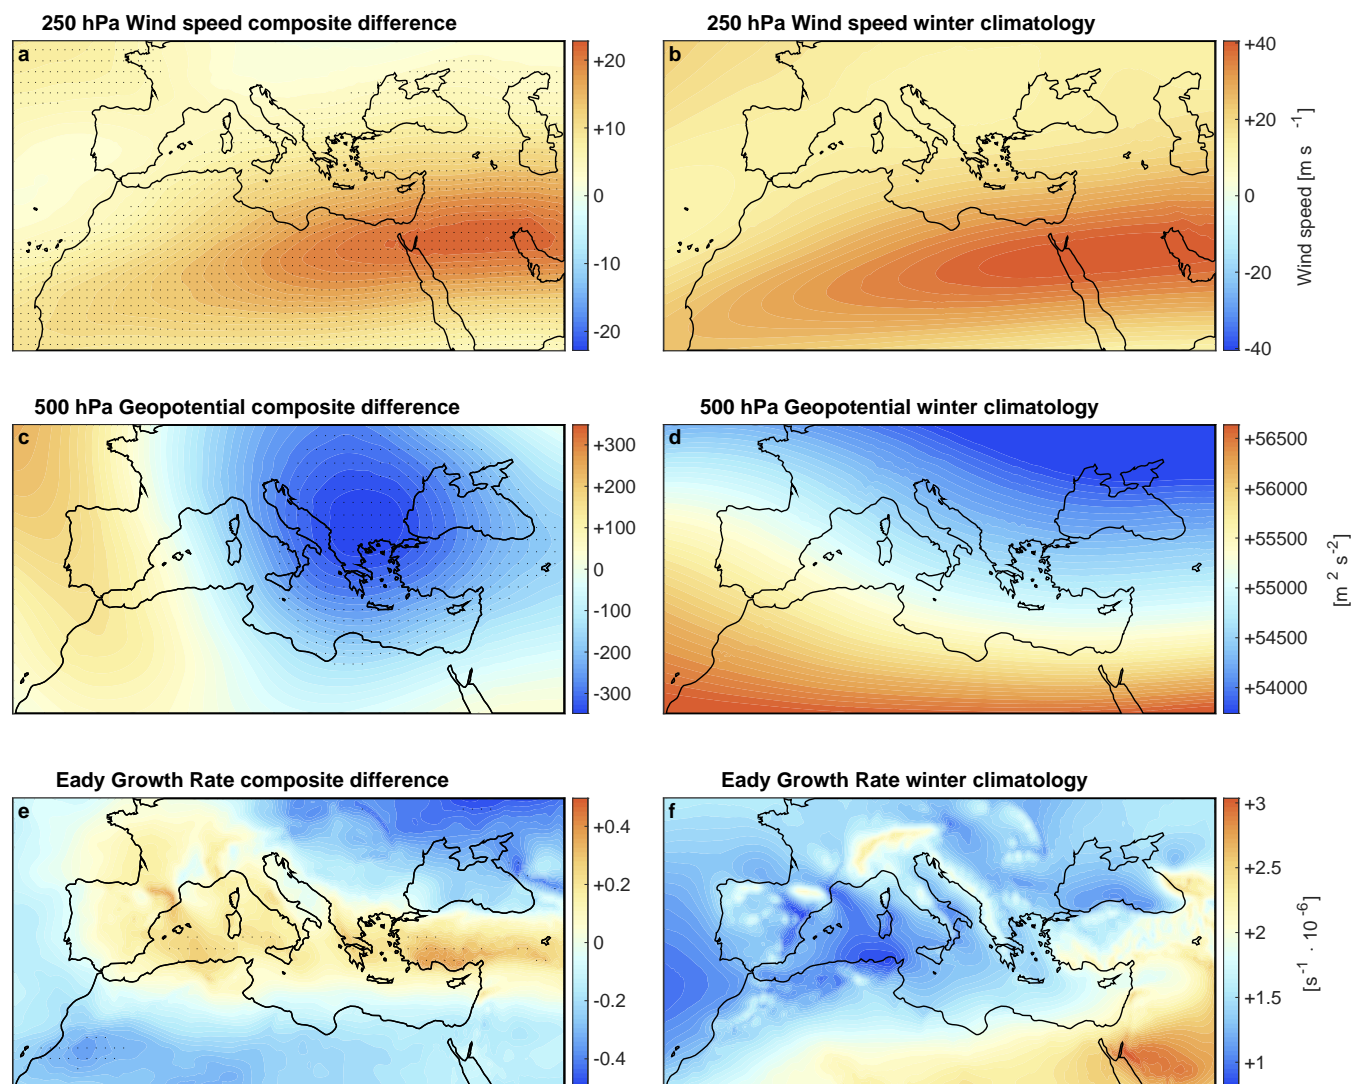 250 hPa Wind speed composite difference
a
+20
+10
0
-10
-20
250 hPa Wind speed winter climatology
b
+40
+20
0
-20
-40
Wind speed [m s -1]
500 hPa Geopotential composite difference
c
+300
+200
+100
0
-100
-200
-300
500 hPa Geopotential winter climatology
d
+56500
+56000
+55500
+55000
+54500
+54000
[m 2 s-2]
Eady Growth Rate composite difference
e
+0.4
+0.2
0
-0.2
-0.4
Eady Growth Rate winter climatology
f
+3
+2.5
+2
+1.5
+1
[s-1 · 10-6]